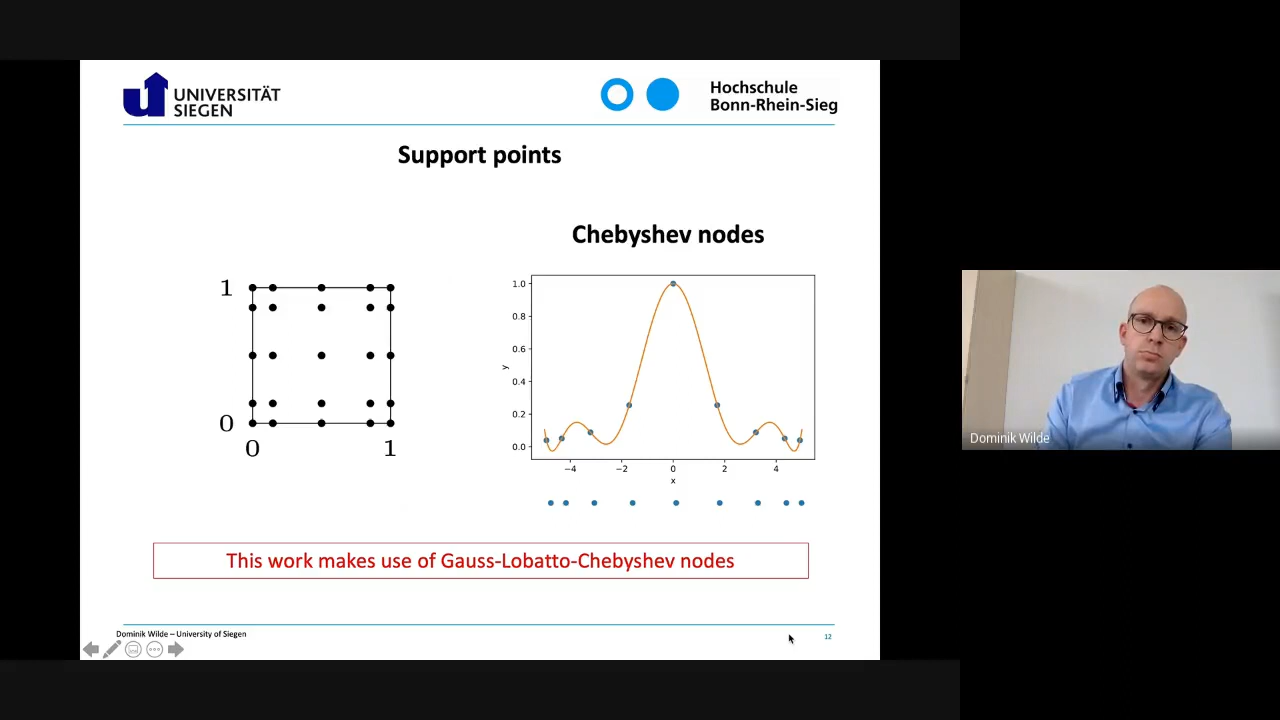 UNIVERSITÄT
SIEGEN
Hochschule
Bonn-Rhein-Sieg
Support points
Chebyshev nodes
1
0
0 1
1.0
0.8
0.6
0.4
0.2
0.0
y
−4 −2 0 2 4
x
This work makes use of Gauss-Lobatto-Chebyshev nodes
Dominik Wilde – University of Siegen
12
Dominik Wilde